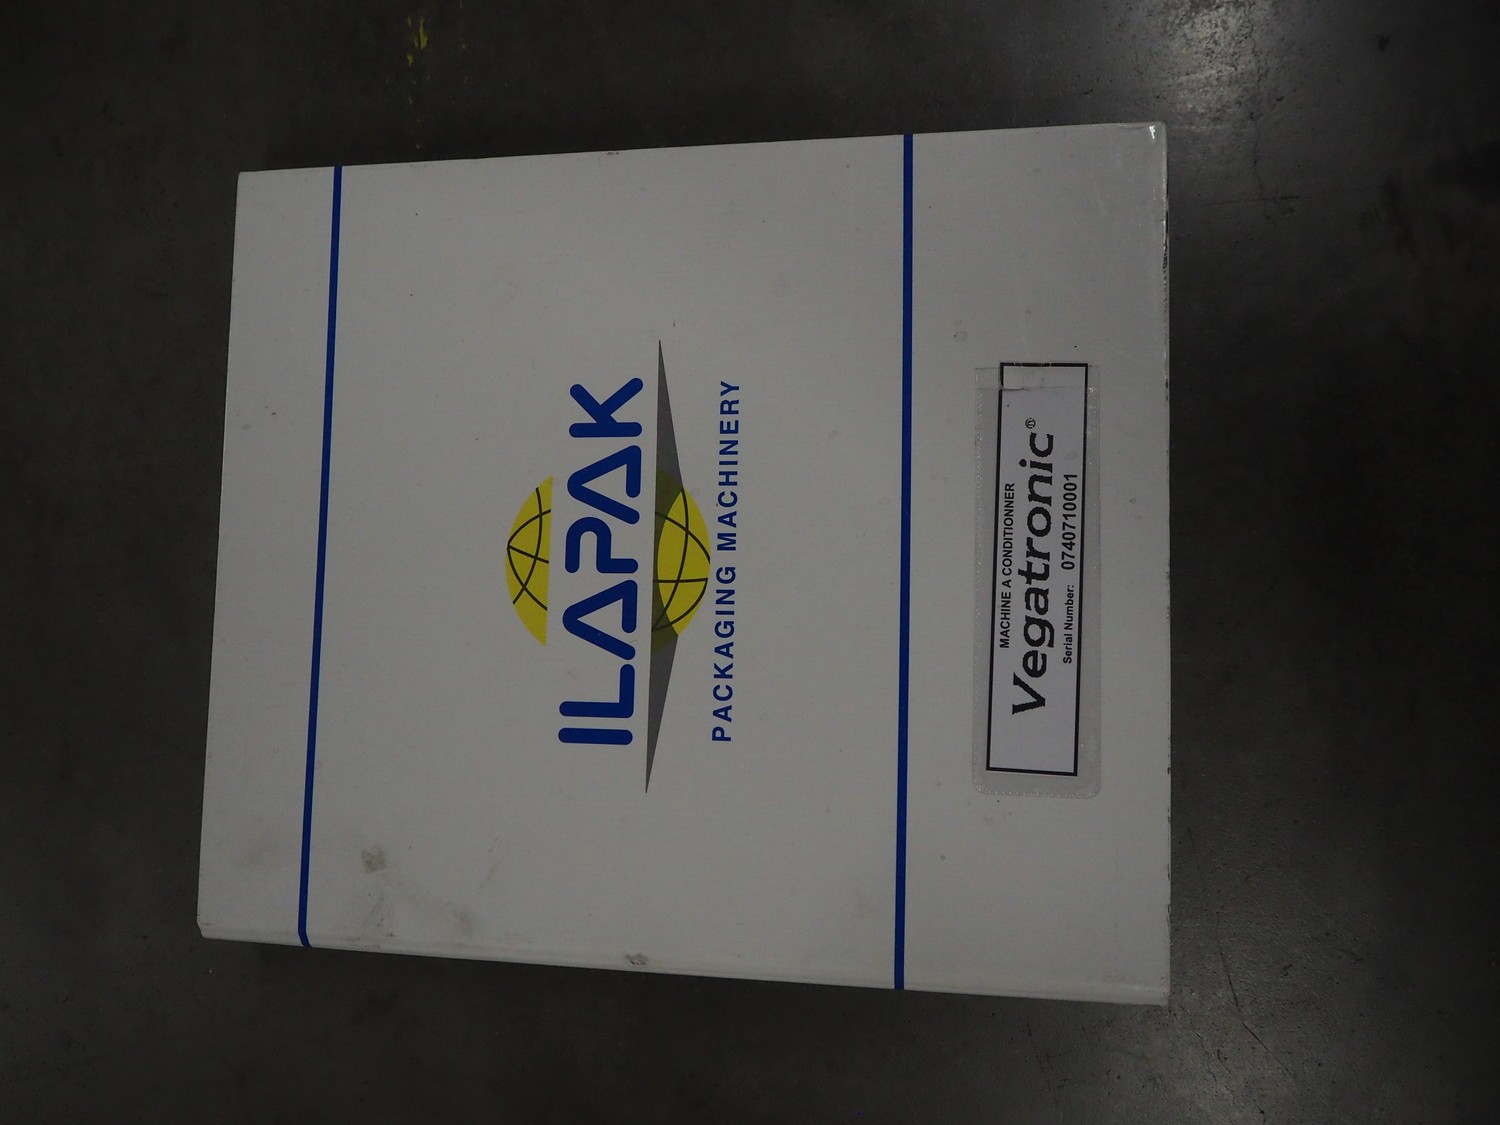 ILAPAK
PACKAGING MACHINERY
MACHINE A CONDITIONNER
Vegatronic®
Serial Number: 0740710001